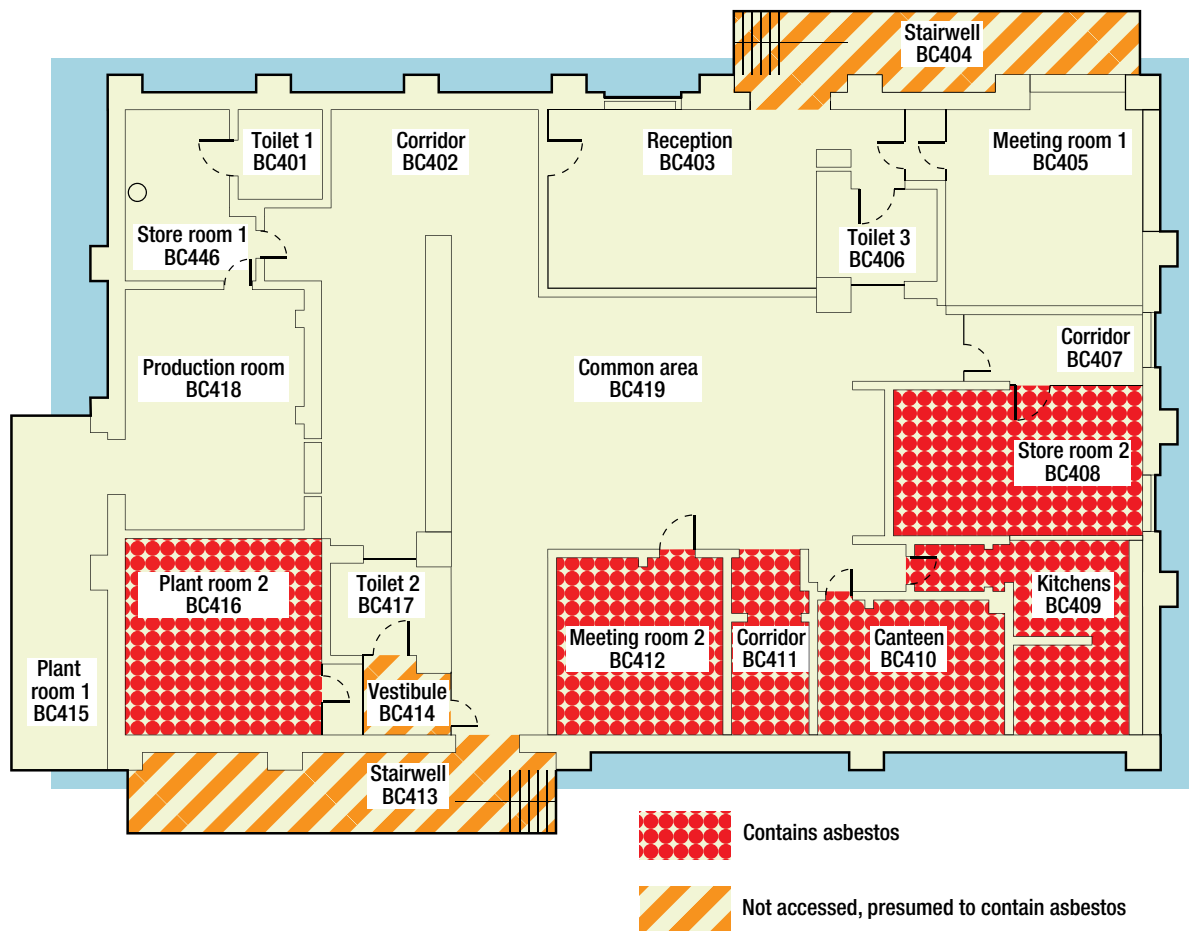 Stairwell
BC404
Toilet 1
BC401
Corridor
BC402
Reception
BC403
Meeting room 1
BC405
Store room 1
BC446
Toilet 3
BC406
Corridor
BC407
Production room
BC418
Common area
BC419
Store room 2
BC408
Plant room 2
BC416
Toilet 2
BC417
Kitchens
BC409
Meeting room 2
BC412
Corridor
BC411
Canteen
BC410
Plant
room 1
BC415
Vestibule
BC414
Stairwell
BC413
Contains asbestos
Not accessed, presumed to contain asbestos